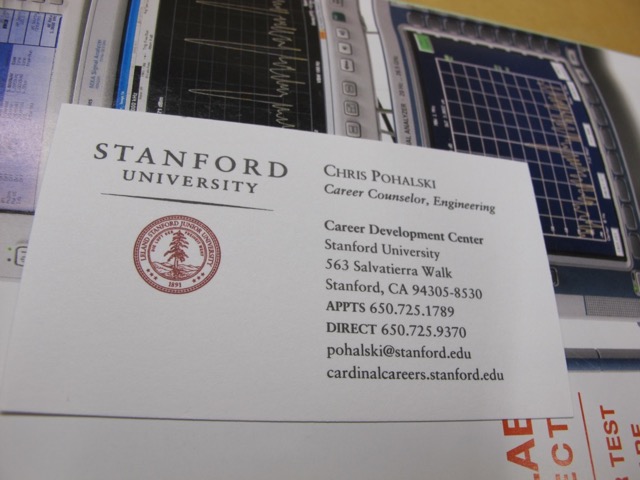 STANFORD
UNIVERSITY
LELAND STANFORD JUNIOR UNIVERSITY
1891
CHRIS POHALSKI
Career Counselor, Engineering
Career Development Center
Stanford University
563 Salvatierra Walk
Stanford, CA 94305-8530
APPTS 650.725.1789
DIRECT 650.725.9370
pohalski@stanford.edu
cardinalcareers.stanford.edu
TEST